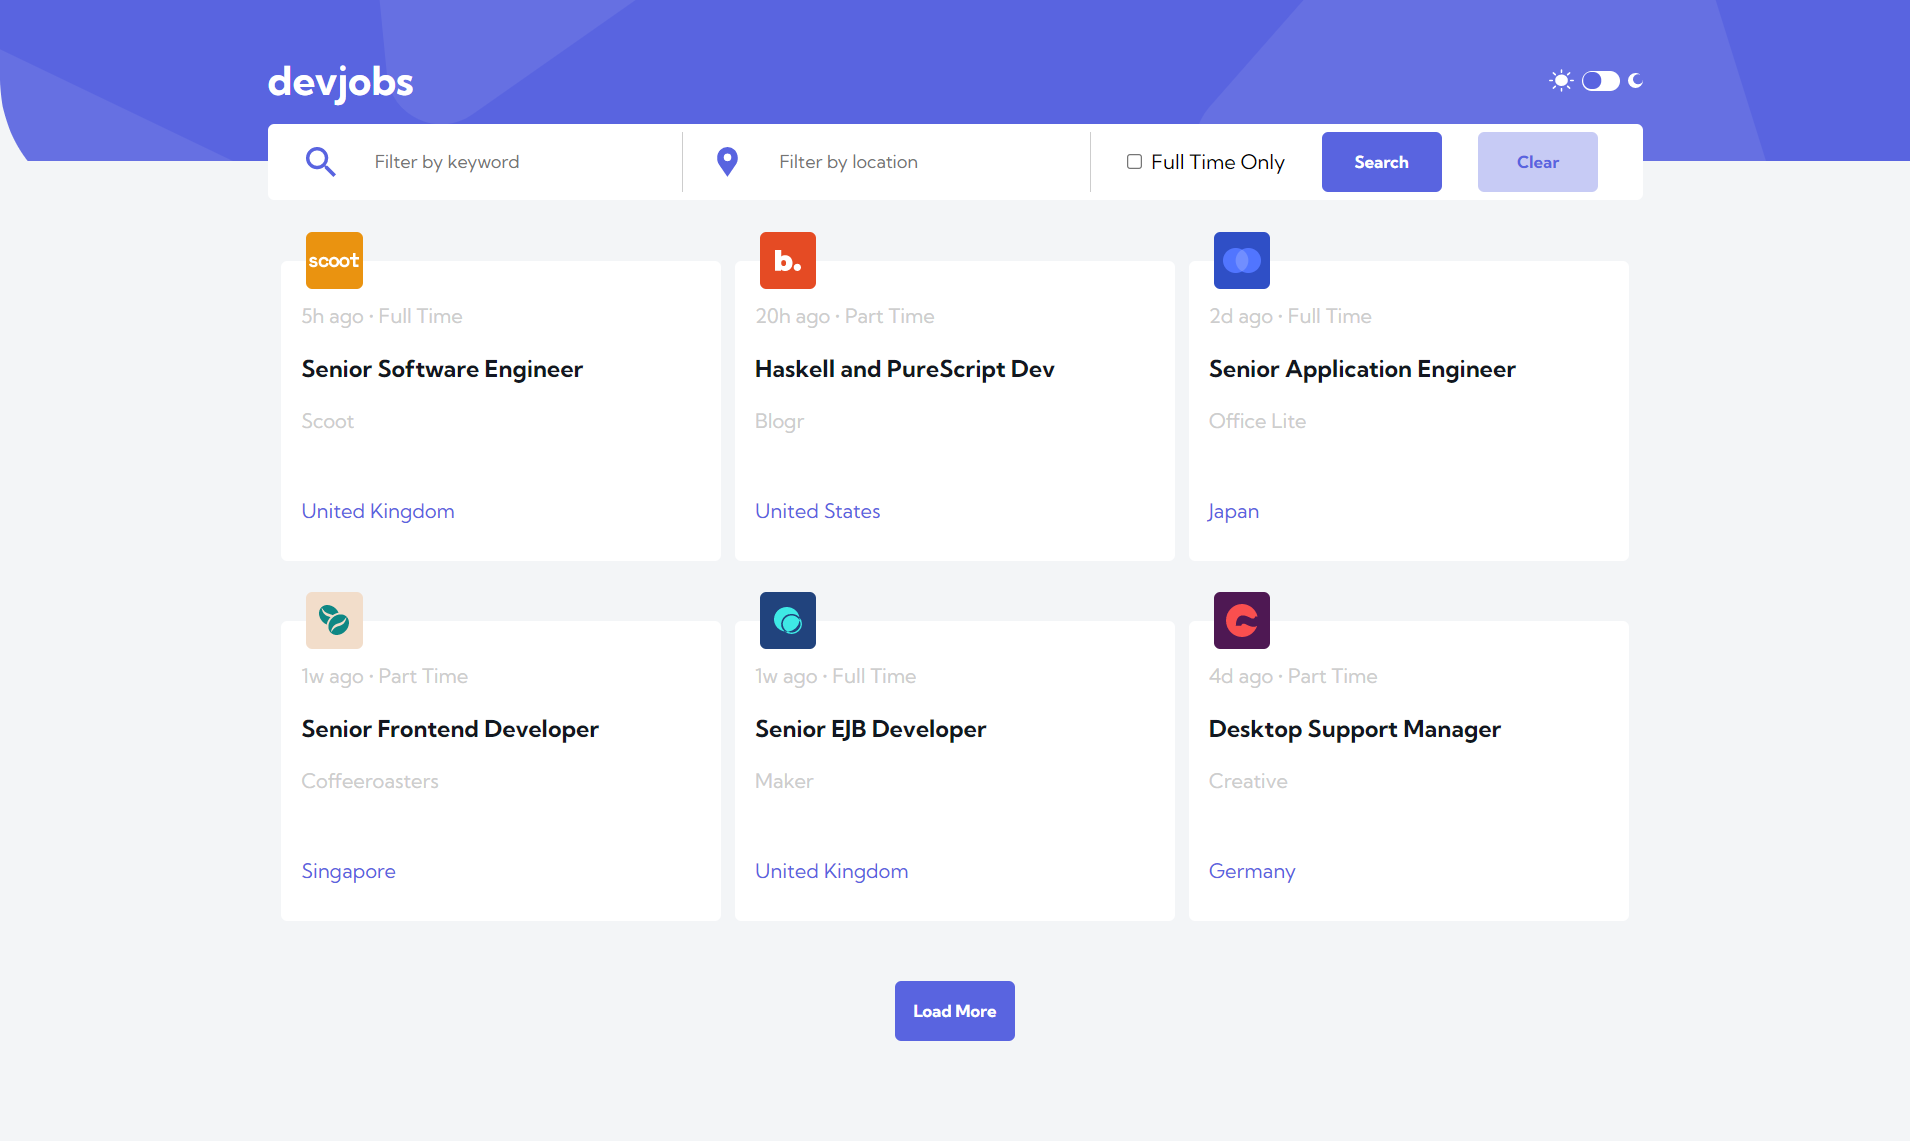 devjobs
Filter by keyword
Filter by location
Full Time Only
Search
Clear
scoot
5h ago · Full Time
Senior Software Engineer
Scoot
United Kingdom
b.
20h ago · Part Time
Haskell and PureScript Dev
Blogr
United States
2d ago · Full Time
Senior Application Engineer
Office Lite
Japan
1w ago · Part Time
Senior Frontend Developer
Coffeeroasters
Singapore
1w ago · Full Time
Senior EJB Developer
Maker
United Kingdom
4d ago · Part Time
Desktop Support Manager
Creative
Germany
Load More